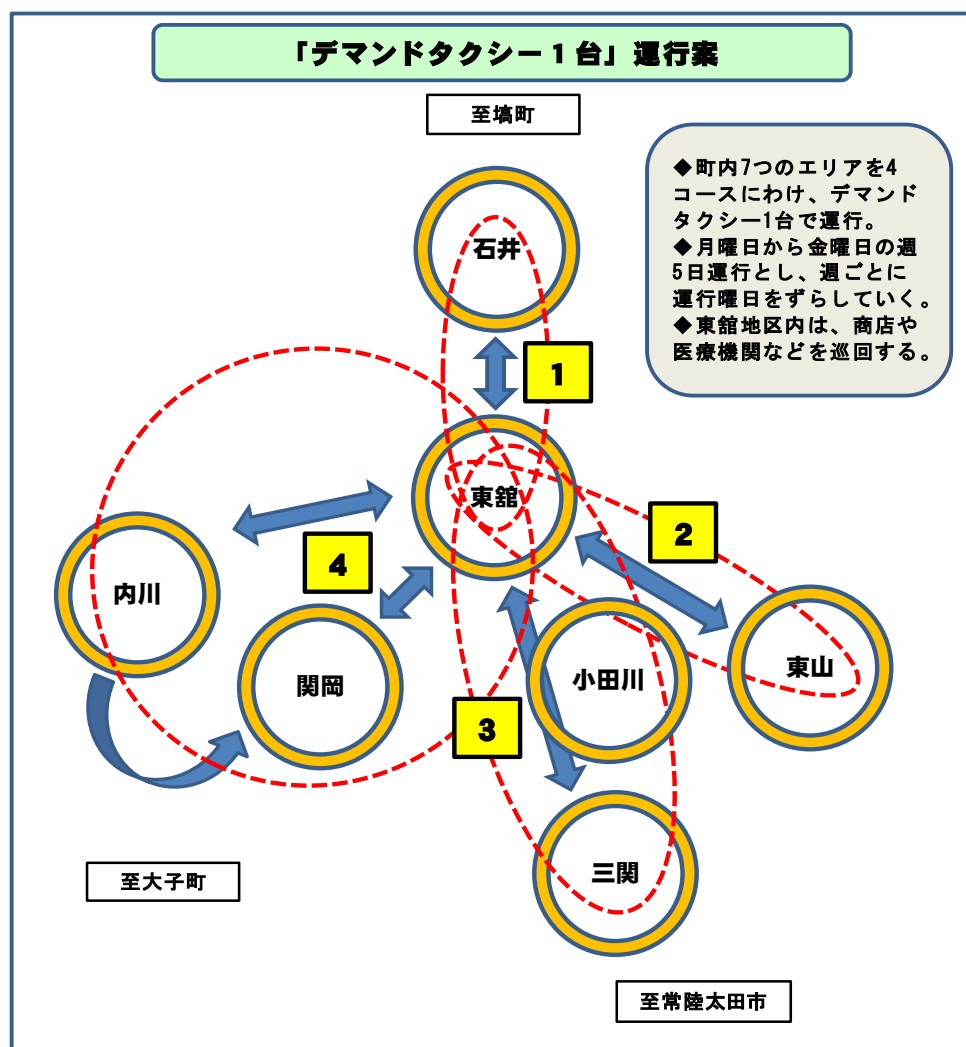 「デマンドタクシー１台」運行案
至塙町
◆町内7つのエリアを4
コースにわけ、デマンド
タクシー1台で運行。
◆月曜日から金曜日の週
5日運行とし、週ごとに
運行曜日をずらしていく。
◆東舘地区内は、商店や
医療機関などを巡回する。
石井
1
東舘
2
4
内川
関岡
小田川
東山
3
三関
至大子町
至常陸太田市